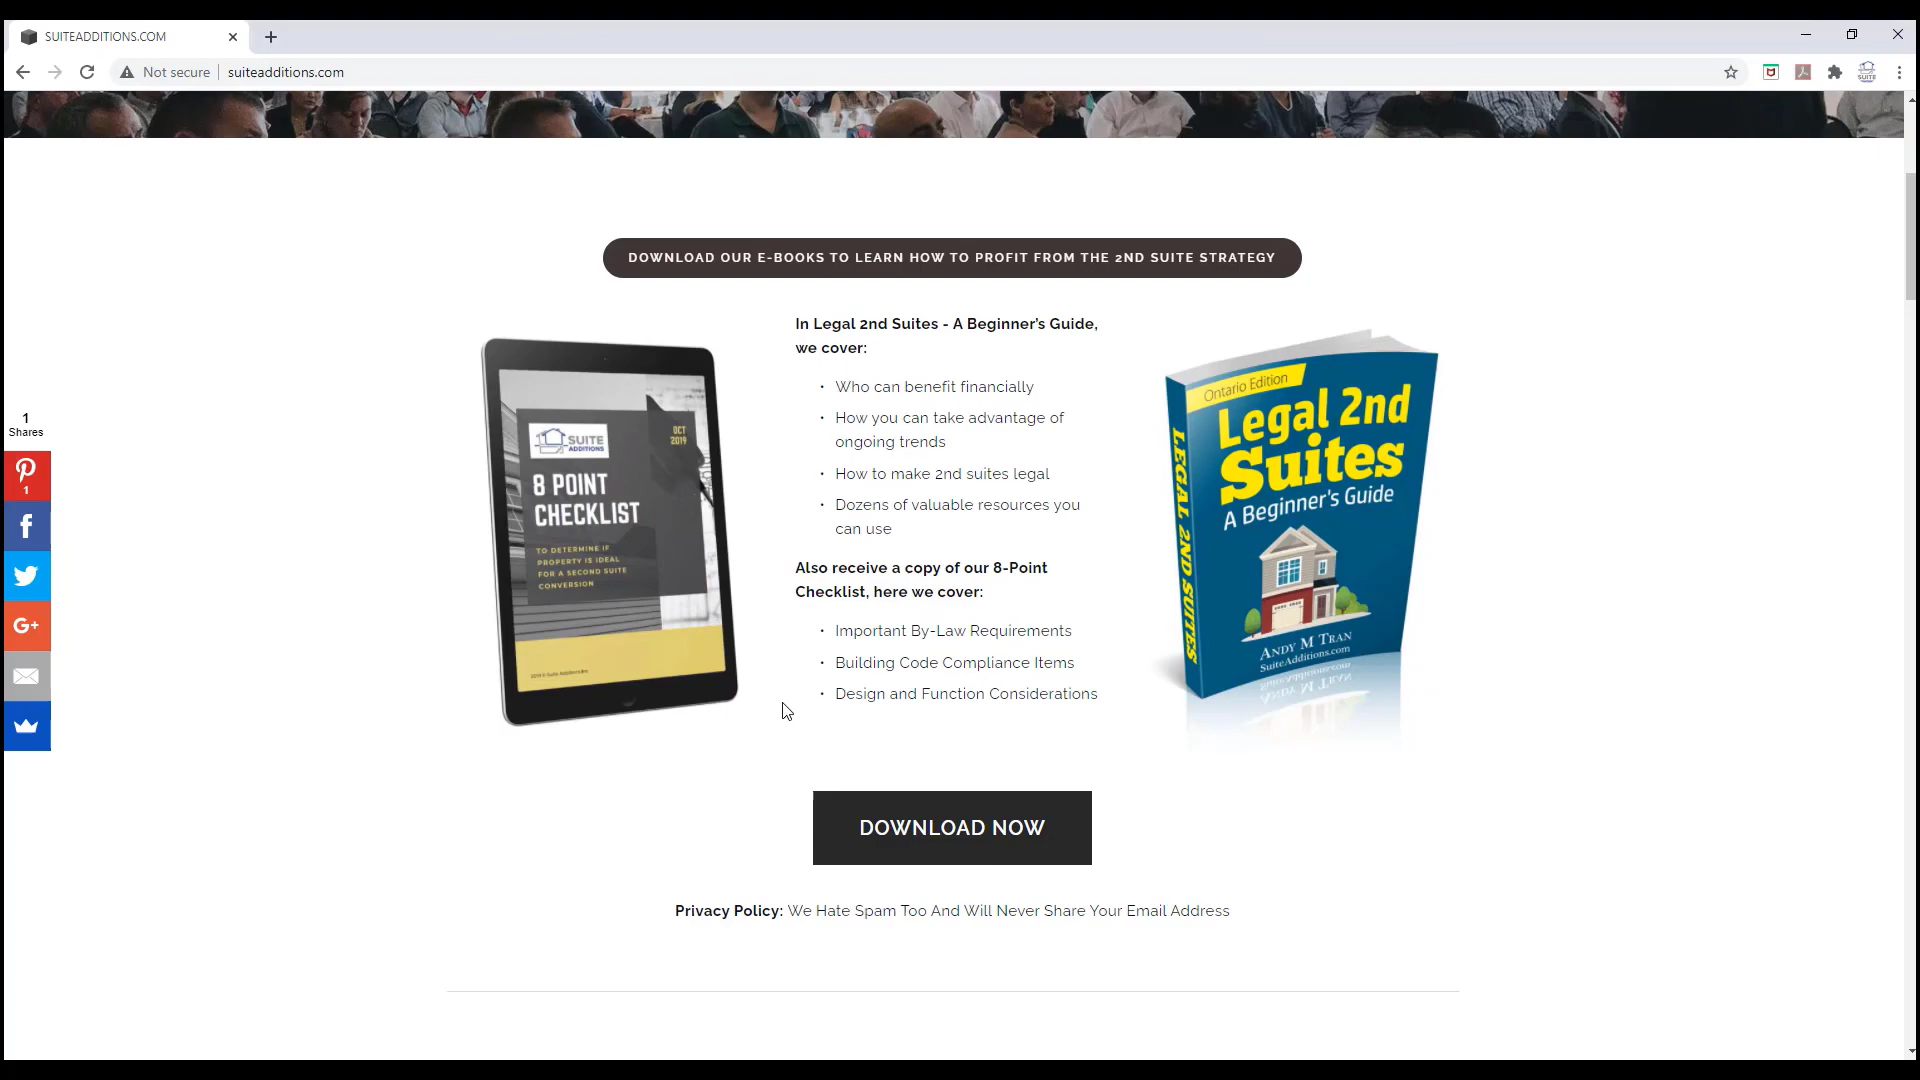 SUITEADDITIONS.COM
Not secure
suiteadditions.com
SUITE
DOWNLOAD OUR E-BOOKS TO LEARN HOW TO PROFIT FROM THE 2ND SUITE STRATEGY
1
Shares
1
G+
SUITE
ADDITIONS
OCT
2019
8 POINT
CHECKLIST
TO DETERMINE IF
PROPERTY IS IDEAL
FOR A SECOND SUITE
CONVERSION
2019 © Suite Additions Inc
In Legal 2nd Suites - A Beginner’s Guide,
we cover:
• Who can benefit financially
• How you can take advantage of
ongoing trends
• How to make 2nd suites legal
• Dozens of valuable resources you
can use
Also receive a copy of our 8-Point
Checklist, here we cover:
• Important By-Law Requirements
• Building Code Compliance Items
• Design and Function Considerations
LEGAL 2ND SUITES
Ontario Edition
Legal 2nd
Suites
A Beginner's Guide
ANDY M TRAN
SuiteAdditions.com
DOWNLOAD NOW
Privacy Policy: We Hate Spam Too And Will Never Share Your Email Address